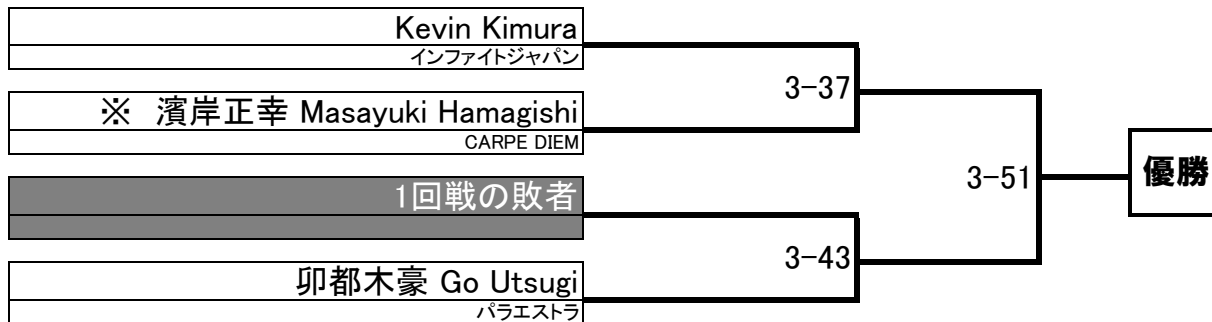 Kevin Kimura
インファイトジャパン
3-37
※ 濱岸正幸 Masayuki Hamagishi
CARPE DIEM
3-51
優勝
1回戦の敗者
3-43
卯都木豪 Go Utsugi
パラエストラ